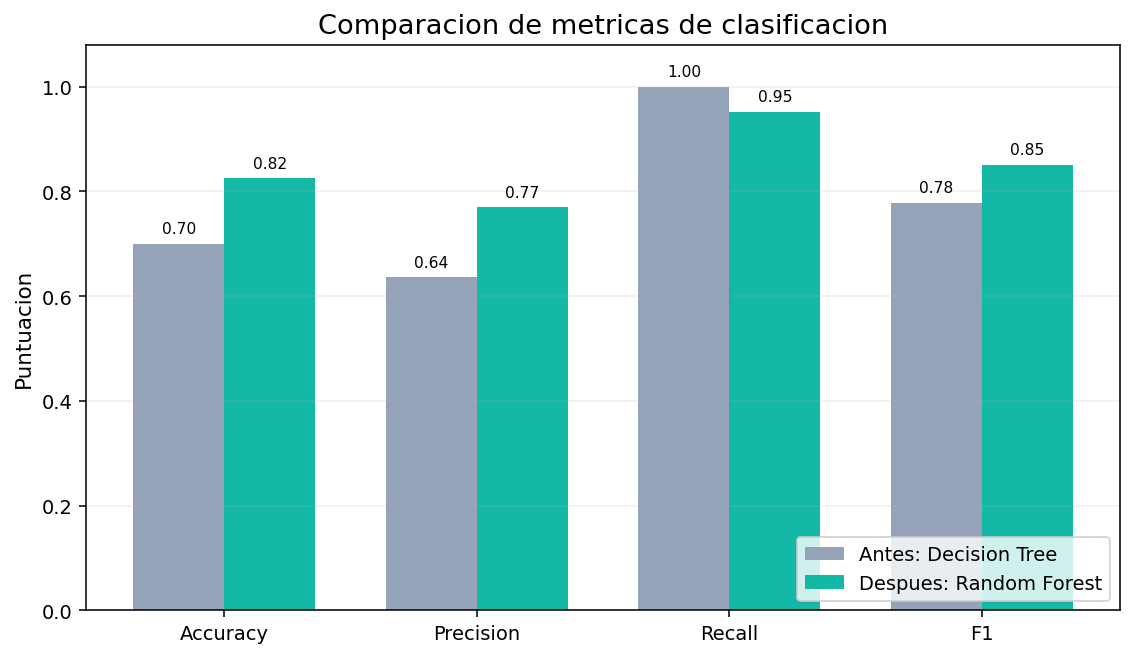 Comparacion de metricas de clasificacion
Puntuacion
1.0
0.8
0.6
0.4
0.2
0.0
0.70
0.82
0.64
0.77
1.00
0.95
0.78
0.85
Accuracy
Precision
Recall
F1
Antes: Decision Tree
Despues: Random Forest